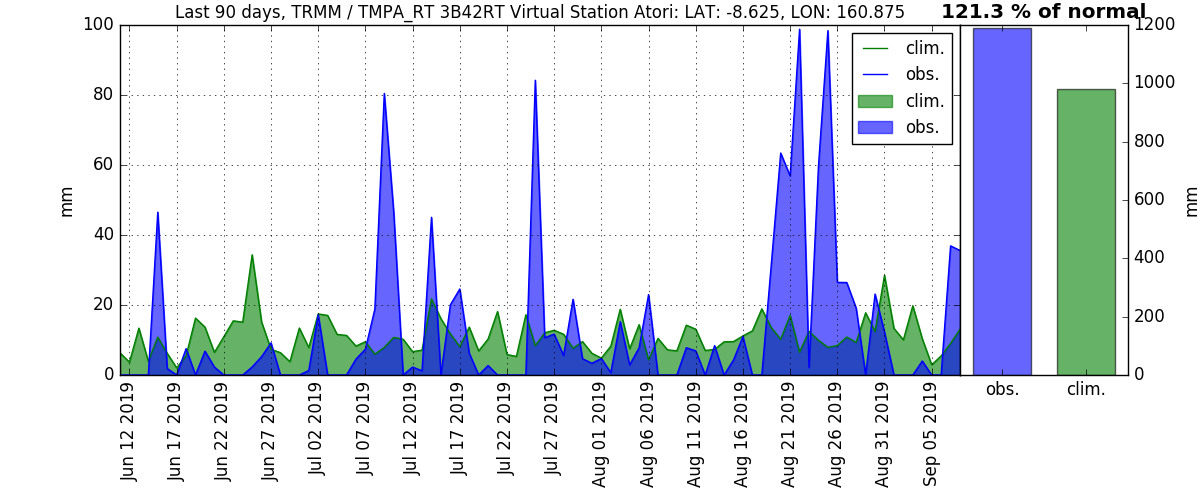 Last 90 days, TRMM / TMPA_RT 3B42RT Virtual Station Atori: LAT: -8.625, LON: 160.875
121.3 % of normal
100
80
60
40
20
0
mm
clim.
obs.
clim.
obs.
1200
1000
800
600
400
200
0
mm
obs.
clim.
Jun 12 2019
Jun 17 2019
Jun 22 2019
Jun 27 2019
Jul 02 2019
Jul 07 2019
Jul 12 2019
Jul 17 2019
Jul 22 2019
Jul 27 2019
Aug 01 2019
Aug 06 2019
Aug 11 2019
Aug 16 2019
Aug 21 2019
Aug 26 2019
Aug 31 2019
Sep 05 2019